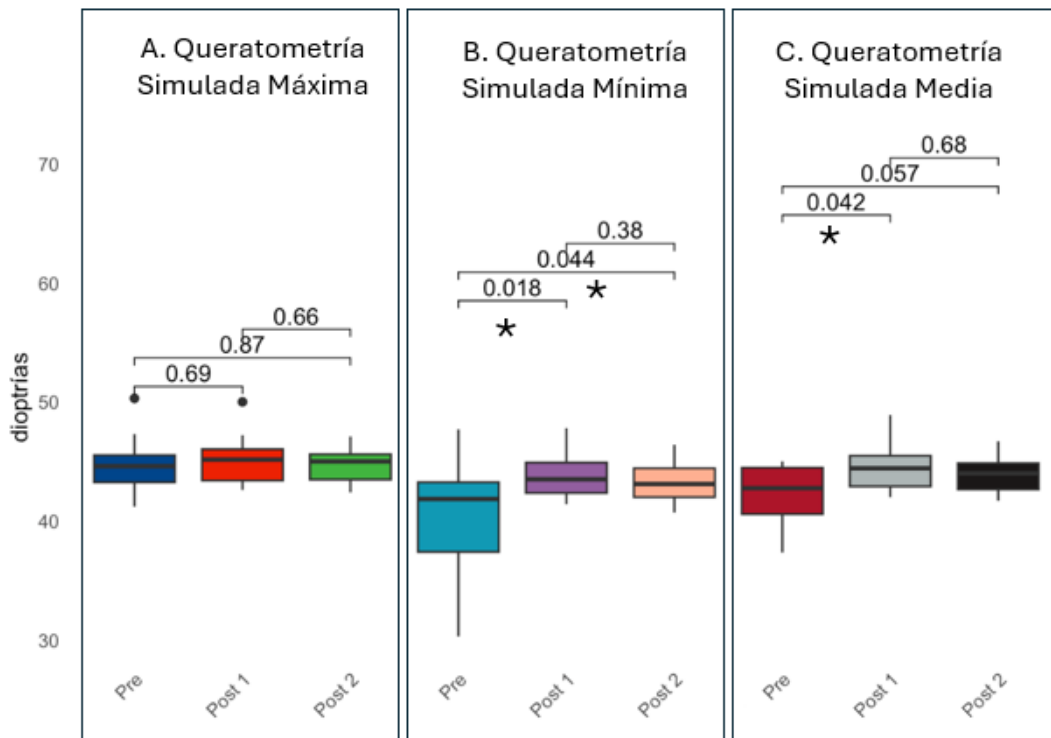 A. Queratometría
Simulada Máxima
B. Queratometría
Simulada Mínima
C. Queratometría
Simulada Media
dioptrías
70
60
50
40
30
0.66
0.87
0.69
0.38
0.044
0.018
*
*
0.68
0.057
0.042
*
Pre
Post 1
Post 2
Pre
Post 1
Post 2
Pre
Post 1
Post 2